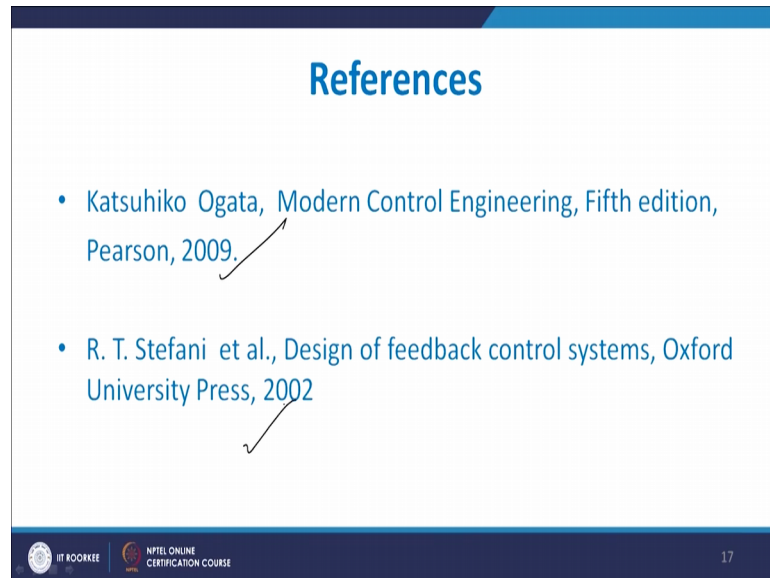 References
• Katsuhiko Ogata, Modern Control Engineering, Fifth edition,
Pearson, 2009.
• R. T. Stefani et al., Design of feedback control systems, Oxford
University Press, 2002
IIT ROORKEE
NPTEL ONLINE
CERTIFICATION COURSE
17